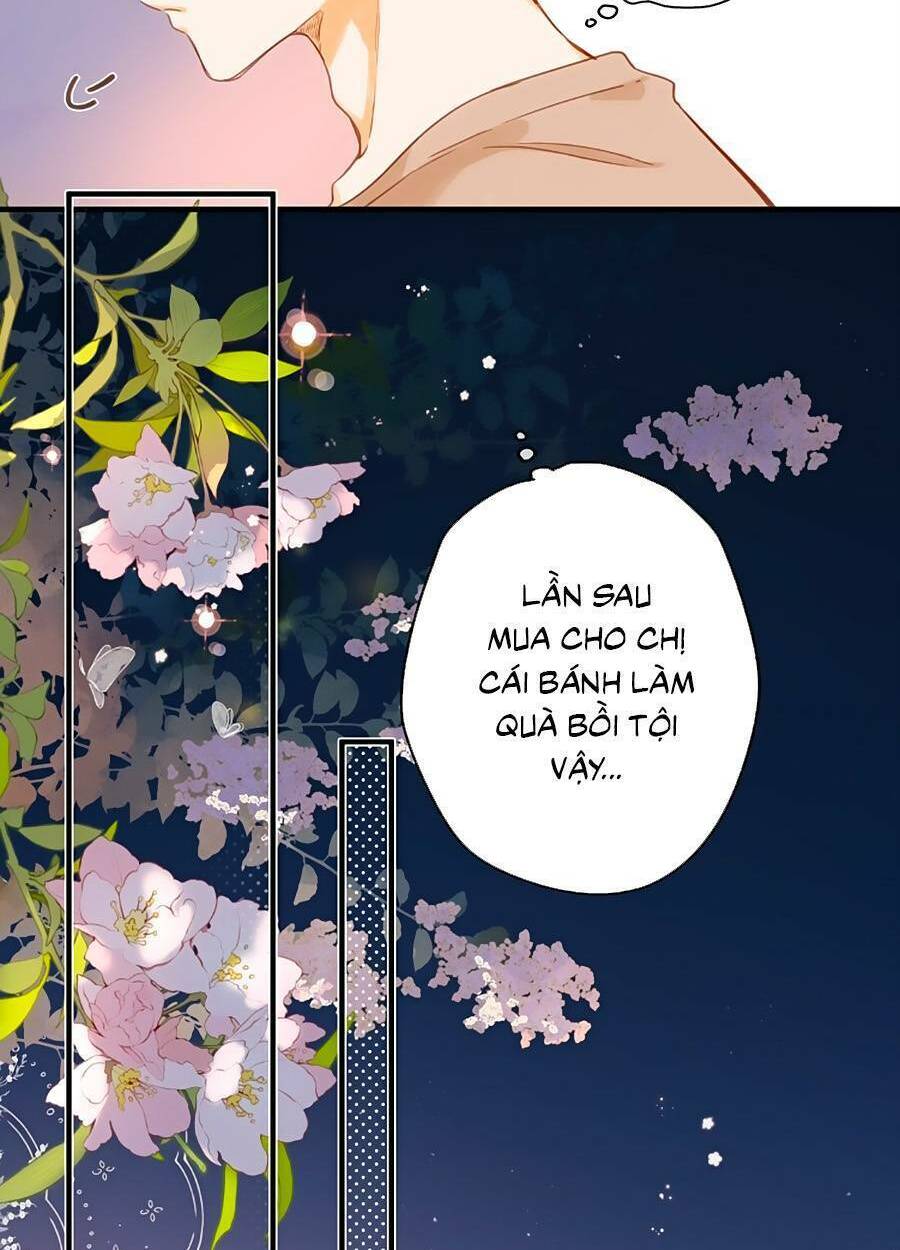 LẦN SAU
MUA CHO CHỊ
CÁI BÁNH LÀM
QUÀ BỒI TỘI
VẬY...